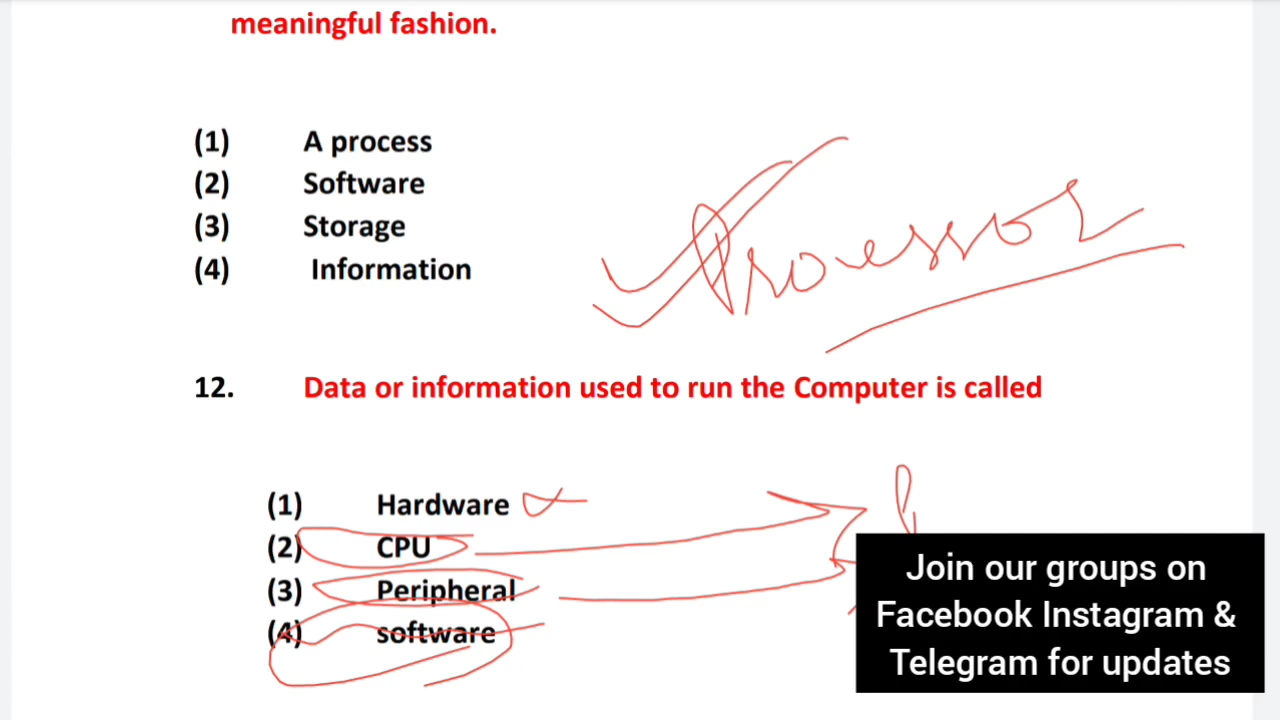 meaningful fashion.
(1) A process
(2) Software
(3) Storage
(4) Information
Processor
12. Data or information used to run the Computer is called
(1) Hardware
(2) CPU
(3) Peripheral
(4) software
Join our groups on
Facebook Instagram &
Telegram for updates